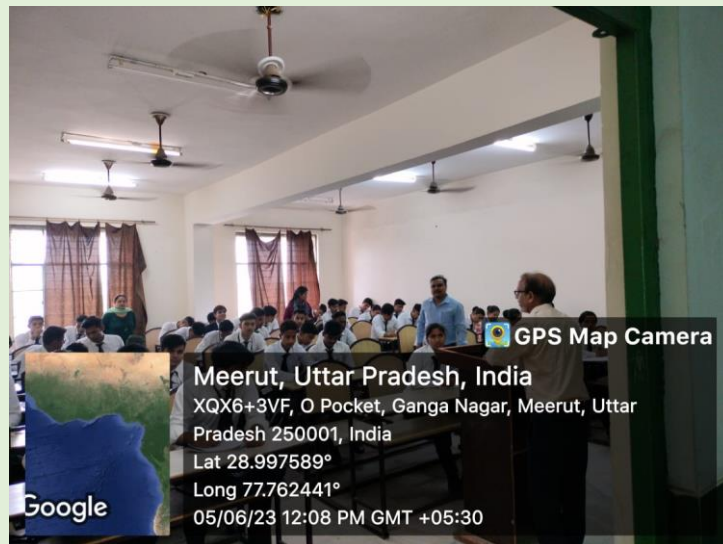 GPS Map Camera
Meerut, Uttar Pradesh, India
XQX6+3VF, O Pocket, Ganga Nagar, Meerut, Uttar
Pradesh 250001, India
Lat 28.997589°
Long 77.762441°
05/06/23 12:08 PM GMT +05:30
Google